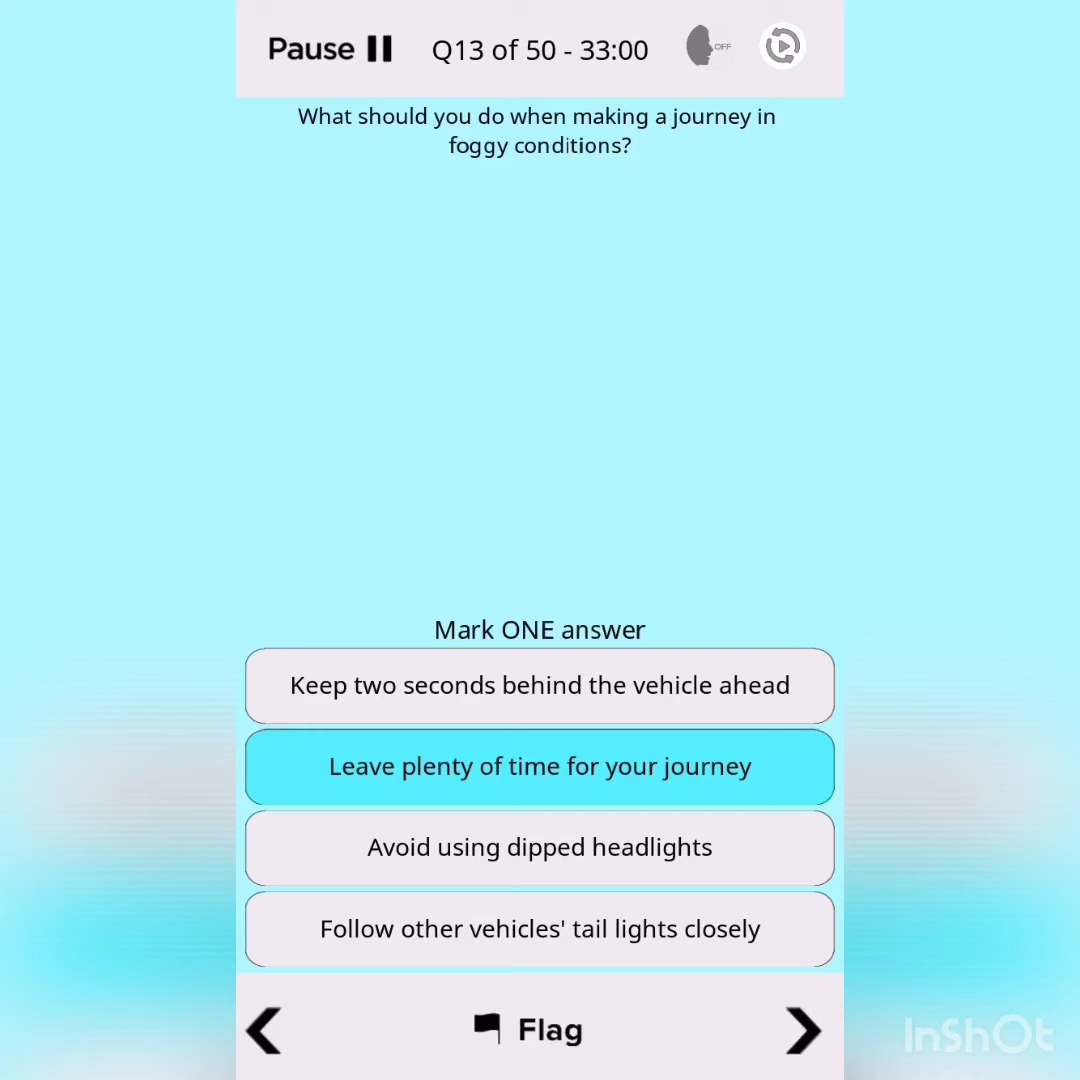 Pause
Q13 of 50 - 33:00
OFF
What should you do when making a journey in
foggy conditions?
Mark ONE answer
Keep two seconds behind the vehicle ahead
Leave plenty of time for your journey
Avoid using dipped headlights
Follow other vehicles' tail lights closely
Flag
InShOt